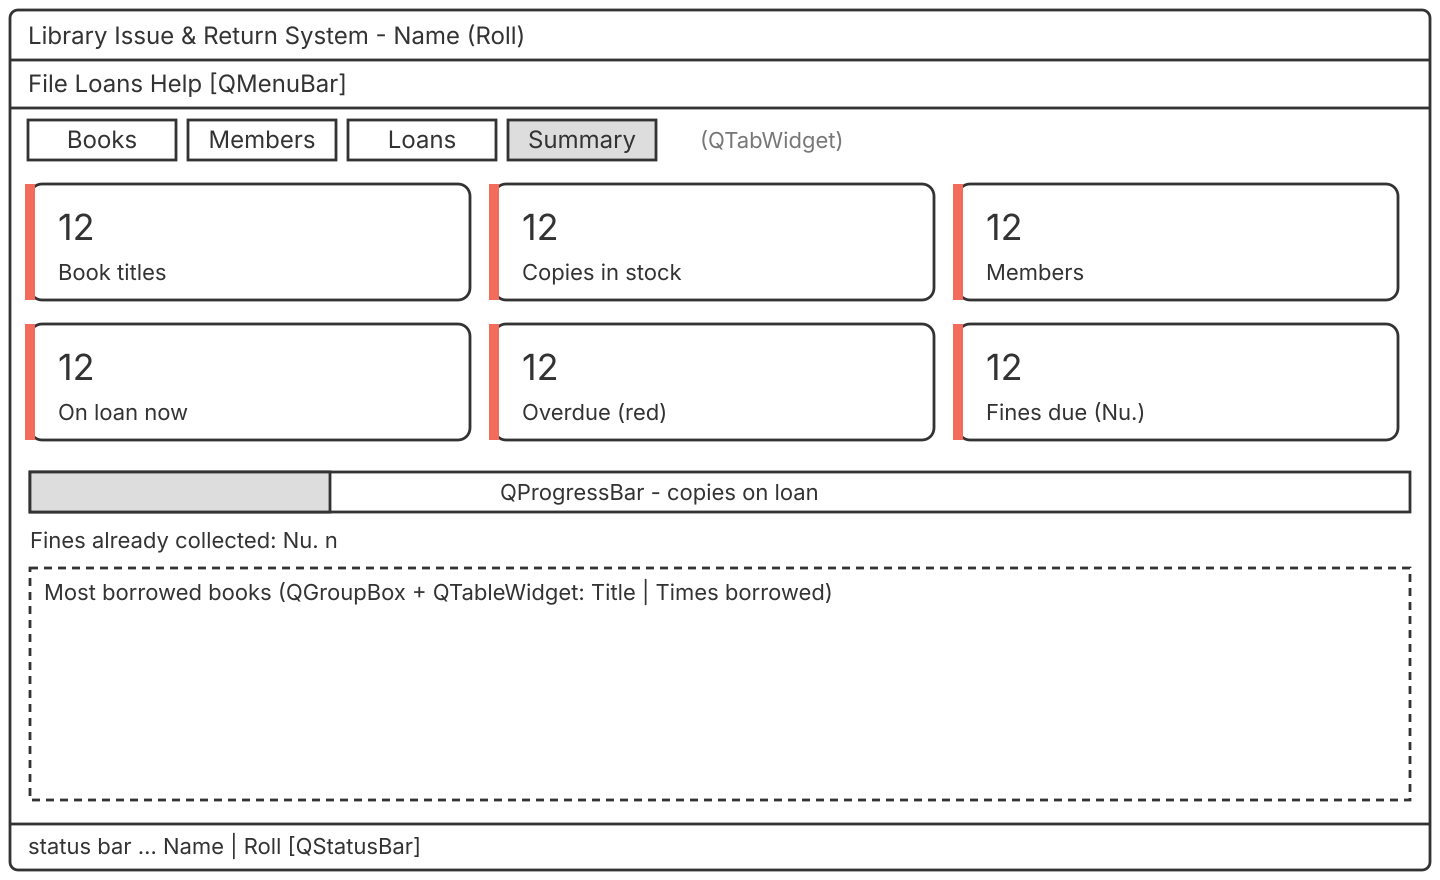 Library Issue & Return System - Name (Roll)
File Loans Help [QMenuBar]
Books Members Loans Summary (QTabWidget)
12 12 12
Book titles Copies in stock Members
12 12 12
On loan now Overdue (red) Fines due (Nu.)
QProgressBar - copies on loan
Fines already collected: Nu. n
Most borrowed books (QGroupBox + QTableWidget: Title | Times borrowed)
status bar ... Name | Roll [QStatusBar]